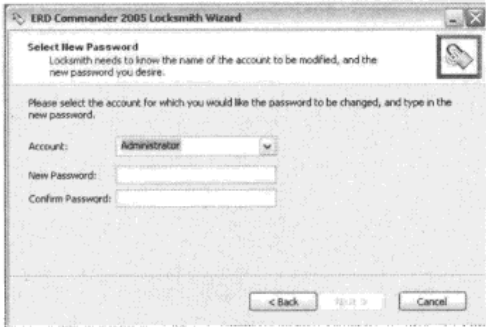 ERD Commander 2005 Locksmith Wizard
Select New Password
Locksmith needs to know the name of the account to be modified, and the
new password you desire.
Please select the account for which you would like the password to be changed, and type in the
new password.
Account: Administrator
New Password:
Confirm Password:
< Back Next > Cancel